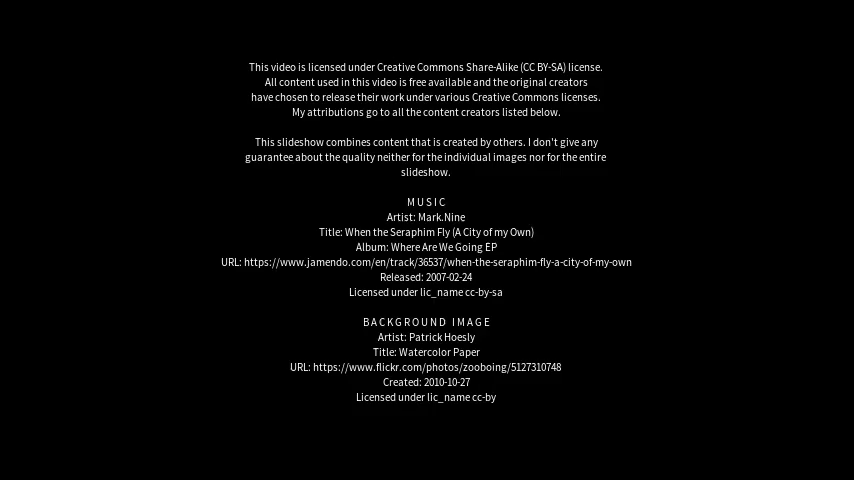 This video is licensed under Creative Commons Share-Alike (CC BY-SA) license.
All content used in this video is free available and the original creators
have chosen to release their work under various Creative Commons licenses.
My attributions go to all the content creators listed below.
This slideshow combines content that is created by others. I don't give any
guarantee about the quality neither for the individual images nor for the entire
slideshow.
MUSIC
Artist: Mark.Nine
Title: When the Seraphim Fly (A City of my Own)
Album: Where Are We Going EP
URL: https://www.jamendo.com/en/track/36537/when-the-seraphim-fly-a-city-of-my-own
Released: 2007-02-24
Licensed under lic_name cc-by-sa
BACKGROUND IMAGE
Artist: Patrick Hoesly
Title: Watercolor Paper
URL: https://www.flickr.com/photos/zooboing/5127310748
Created: 2010-10-27
Licensed under lic_name cc-by